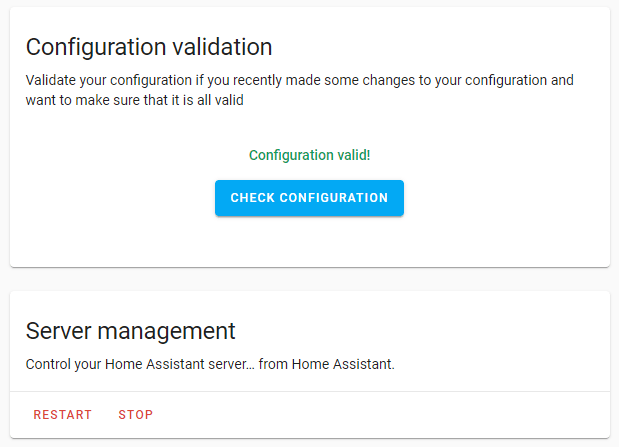 Configuration validation
Validate your configuration if you recently made some changes to your configuration and
want to make sure that it is all valid
Configuration valid!
CHECK CONFIGURATION
Server management
Control your Home Assistant server… from Home Assistant.
RESTART STOP